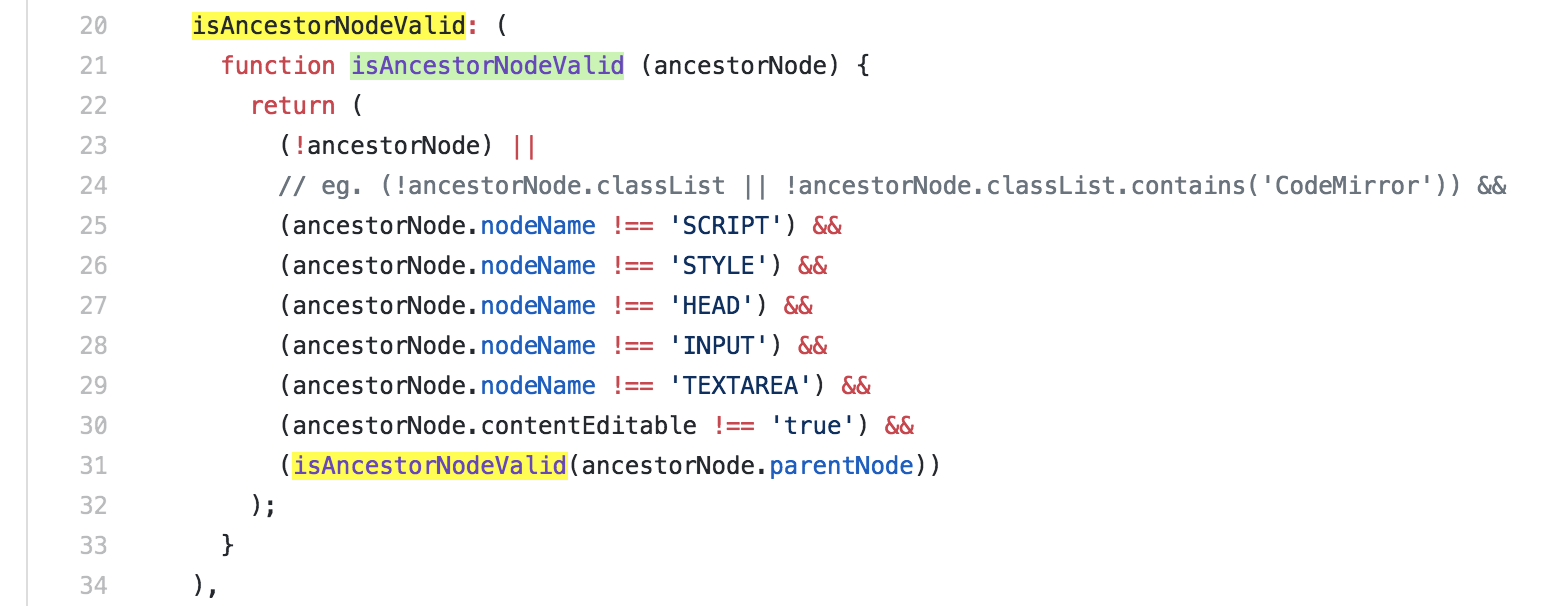 20 isAncestorNodeValid: (
21 function isAncestorNodeValid (ancestorNode) {
22 return (
23 (!ancestorNode) ||
24 // eg. (!ancestorNode.classList || !ancestorNode.classList.contains('CodeMirror')) &&
25 (ancestorNode.nodeName !== 'SCRIPT') &&
26 (ancestorNode.nodeName !== 'STYLE') &&
27 (ancestorNode.nodeName !== 'HEAD') &&
28 (ancestorNode.nodeName !== 'INPUT') &&
29 (ancestorNode.nodeName !== 'TEXTAREA') &&
30 (ancestorNode.contentEditable !== 'true') &&
31 (isAncestorNodeValid(ancestorNode.parentNode))
32 );
33 }
34 ),